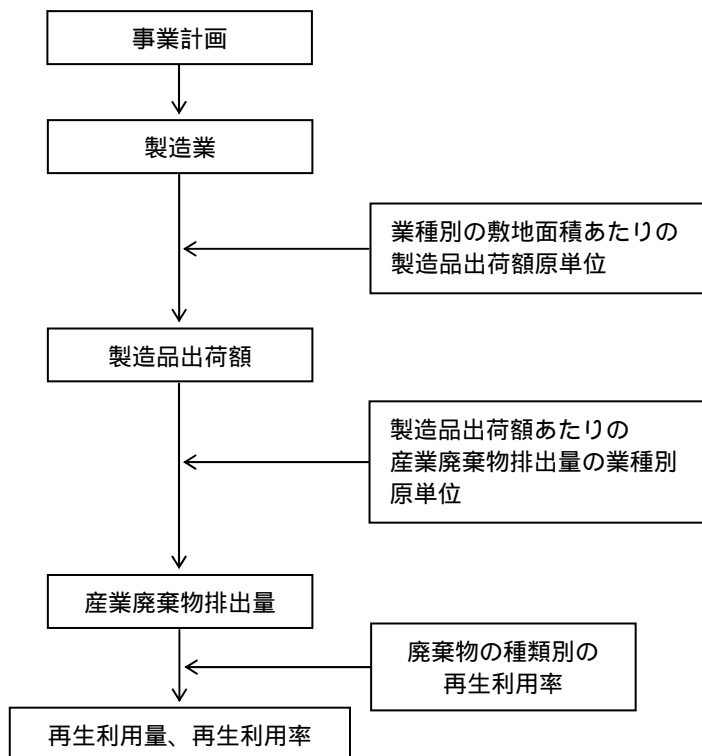 事業計画
製造業
業種別の敷地面積あたりの
製造品出荷額原単位
製造品出荷額
製造品出荷額あたりの
産業廃棄物排出量の業種別
原単位
産業廃棄物排出量
廃棄物の種類別の
再生利用率
再生利用量、再生利用率